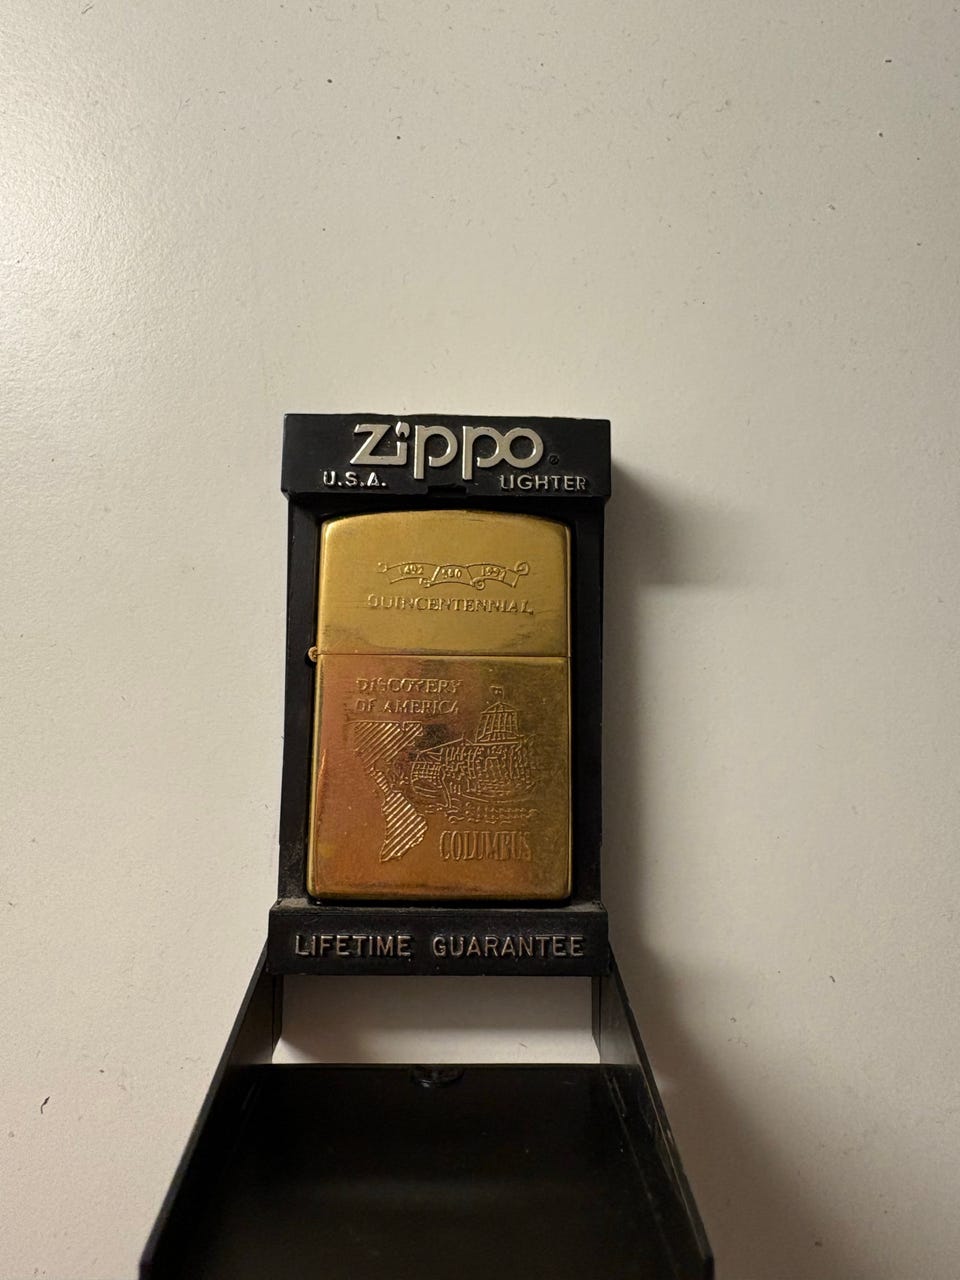 Zippo®
U.S.A. LIGHTER
1492 500 1992
QUINCENTENNIAL
DISCOVERY
OF AMERICA
COLUMBUS
LIFETIME GUARANTEE